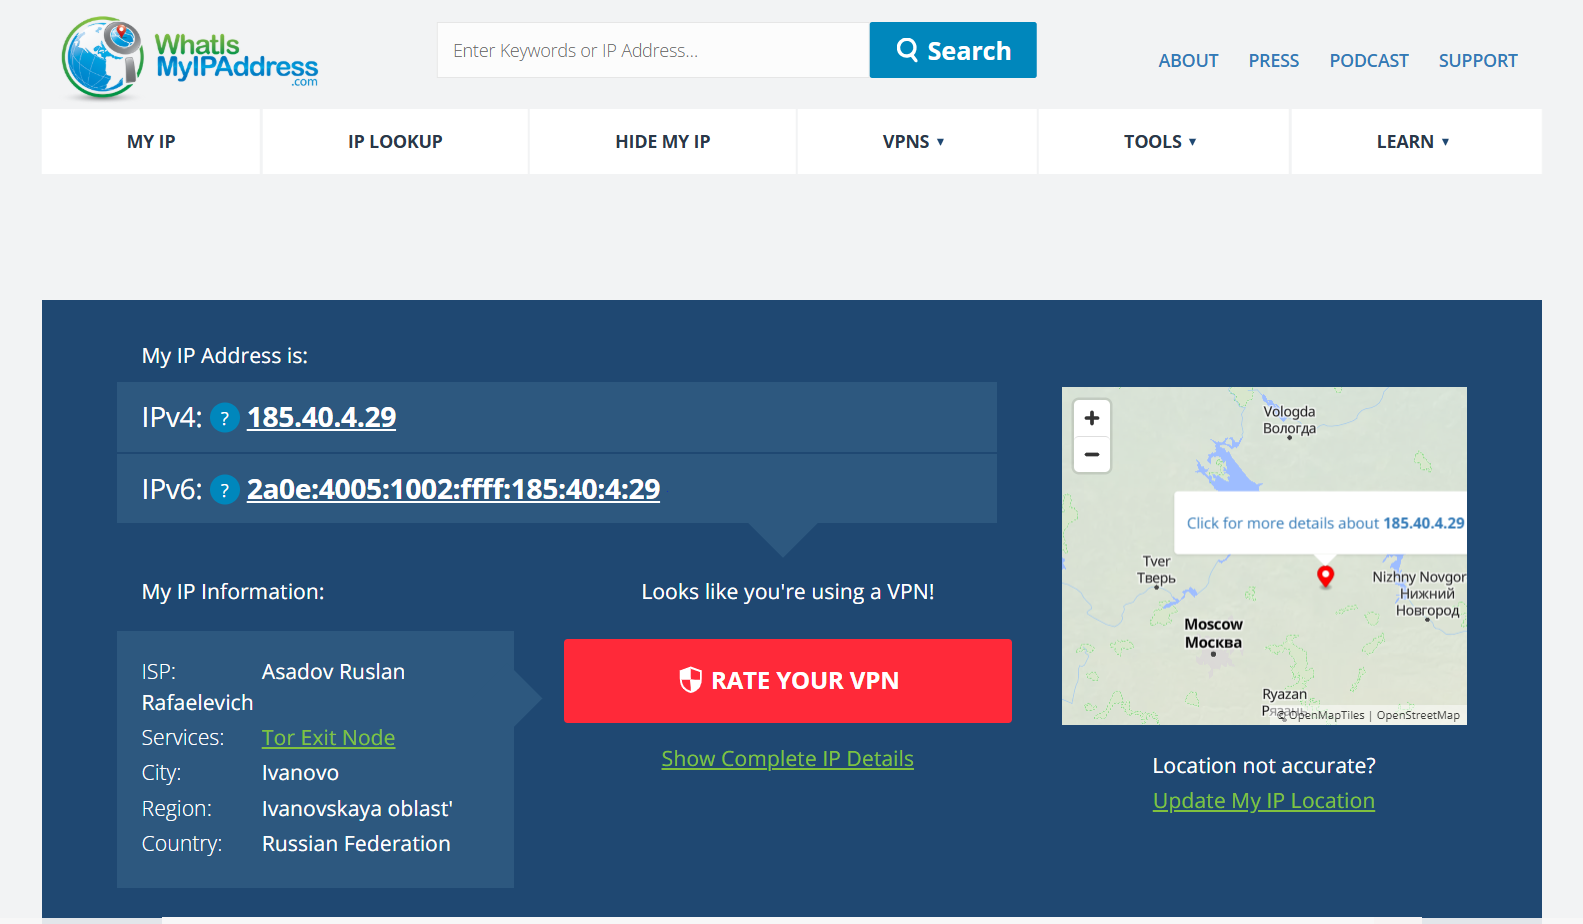 WhatIs
MyIPAddress
.com
Enter Keywords or IP Address...
Search
ABOUT PRESS PODCAST SUPPORT
MY IP IP LOOKUP HIDE MY IP VPNS ▾ TOOLS ▾ LEARN ▾
My IP Address is:
IPv4: ? 185.40.4.29
IPv6: ? 2a0e:4005:1002:ffff:185:40:4:29
My IP Information:
ISP: Asadov Ruslan
Rafaelevich
Services: Tor Exit Node
City: Ivanovo
Region: Ivanovskaya oblast'
Country: Russian Federation
Looks like you're using a VPN!
RATE YOUR VPN
Show Complete IP Details
+
−
Vologda
Вологда
Click for more details about 185.40.4.29
Tver
Тверь
Nizhny Novgor
Нижний
Новгород
Moscow
Москва
Ryazan
© OpenMapTiles | OpenStreetMap
Location not accurate?
Update My IP Location